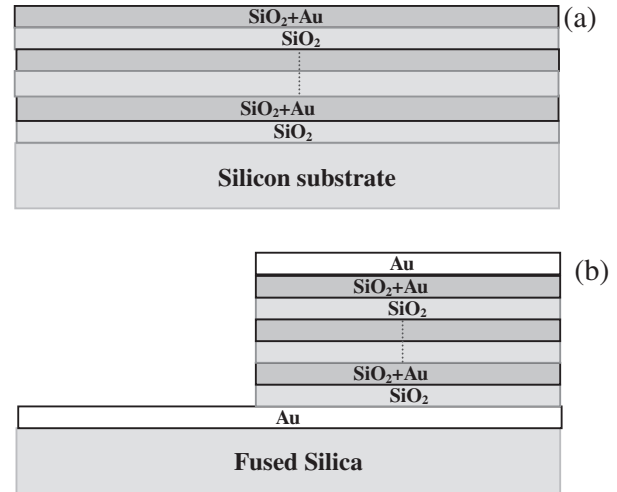 SiO₂+Au
(a)
SiO₂
SiO₂+Au
SiO₂
Silicon substrate
Au
(b)
SiO₂+Au
SiO₂
SiO₂+Au
SiO₂
Au
Fused Silica